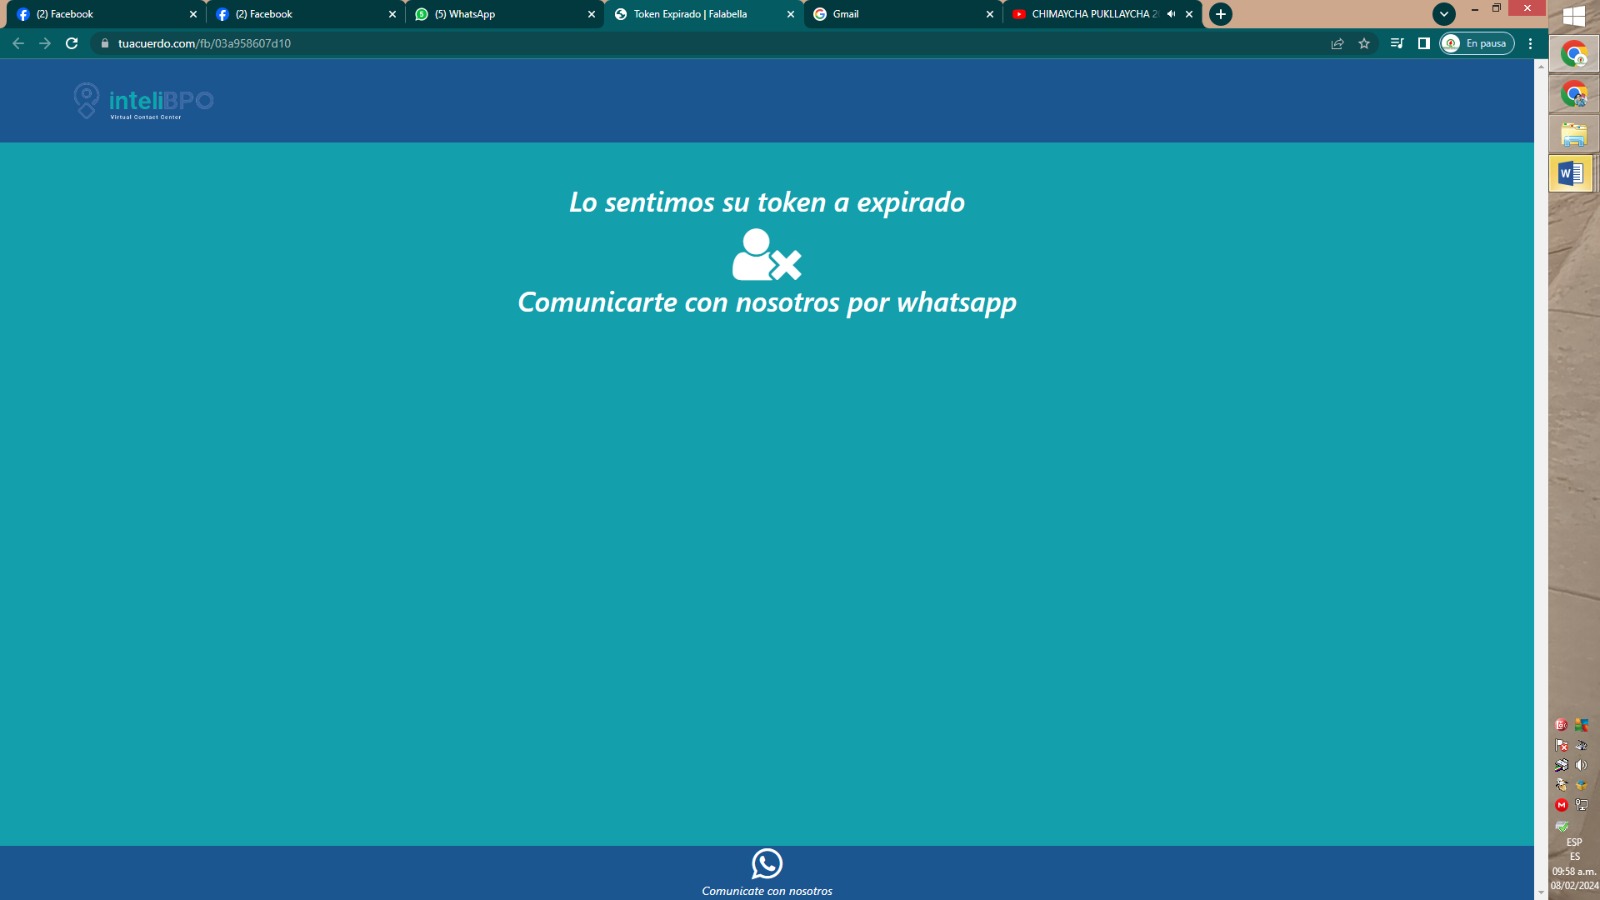 (2) Facebook
(2) Facebook
(5) WhatsApp
Token Expirado | Falabella
Gmail
CHIMAYCHA PUKLLAYCHA
tuacuerdo.com/fb/03a958607d10
En pausa
inteliBPO
Virtual Contact Center
Lo sentimos su token a expirado
Comunicarte con nosotros por whatsapp
Comunicate con nosotros
ESP
ES
09:58 a.m.
08/02/2024